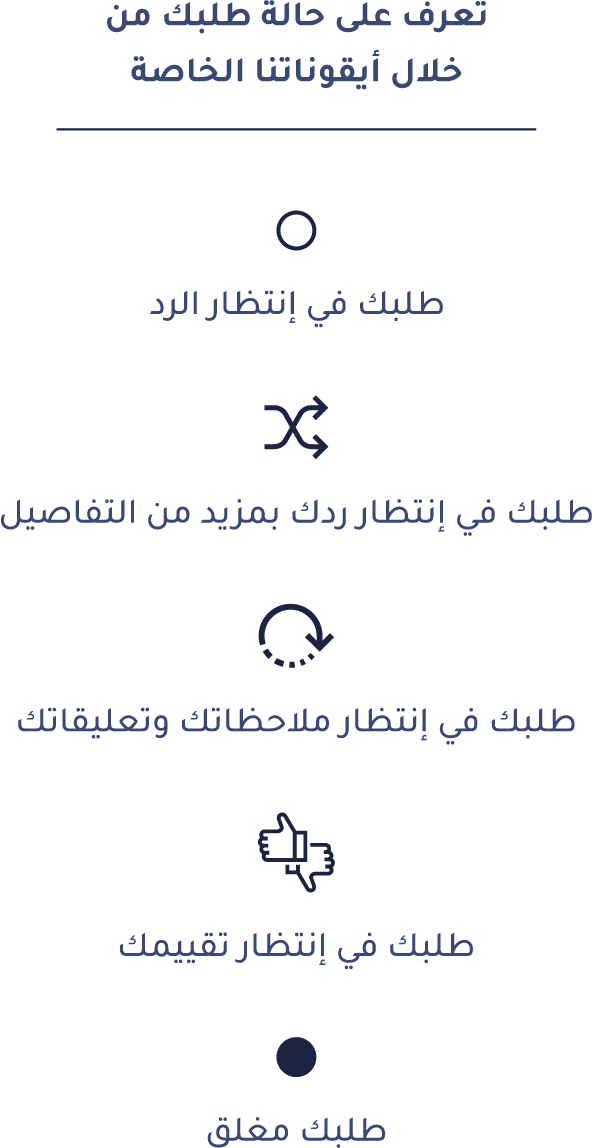 تعرف على حالة طلبك من
خلال أيقوناتنا الخاصة
طلبك في إنتظار الرد
طلبك في إنتظار ردك بمزيد من التفاصيل
طلبك في إنتظار ملاحظاتك وتعليقاتك
طلبك في إنتظار تقييمك
طلبك مغلق